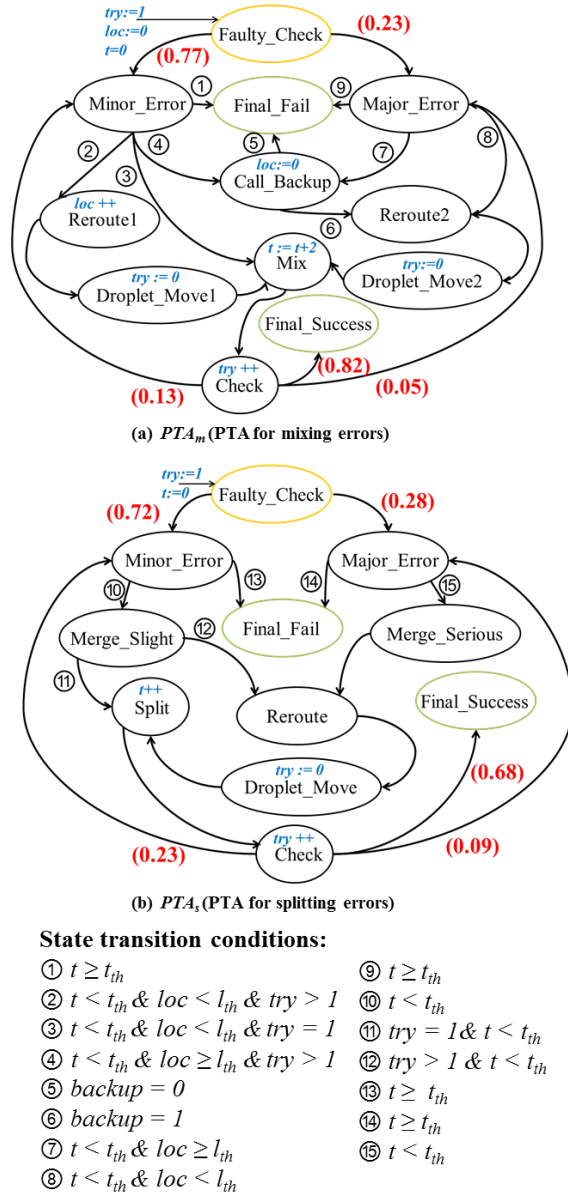 try:=1
loc:=0
t=0
Faulty_Check
(0.23)
(0.77)
①
⑨
Minor_Error
Final_Fail
Major_Error
②
④
⑤
⑦
⑧
③
loc:=0
Call_Backup
loc ++
Reroute1
Reroute2
⑥
t := t+2
Mix
try := 0
Droplet_Move1
try:=0
Droplet_Move2
Final_Success
try ++
Check
(0.82)
(0.13)
(0.05)
(a) PTAm (PTA for mixing errors)
try:=1
t:=0
Faulty_Check
(0.72)
(0.28)
Minor_Error
Major_Error
⑩
⑬
⑭
⑮
Merge_Slight
⑫
Final_Fail
Merge_Serious
⑪
t++
Split
Reroute
Final_Success
try := 0
Droplet_Move
(0.68)
try ++
Check
(0.23)
(0.09)
(b) PTAs (PTA for splitting errors)
State transition conditions:
① t ≥ tth
② t < tth & loc < lth & try > 1
③ t < tth & loc < lth & try = 1
④ t < tth & loc ≥ lth & try > 1
⑤ backup = 0
⑥ backup = 1
⑦ t < tth & loc ≥ lth
⑧ t < tth & loc < lth
⑨ t ≥ tth
⑩ t < tth
⑪ try = 1& t < tth
⑫ try > 1 & t < tth
⑬ t ≥ tth
⑭ t ≥ tth
⑮ t < tth